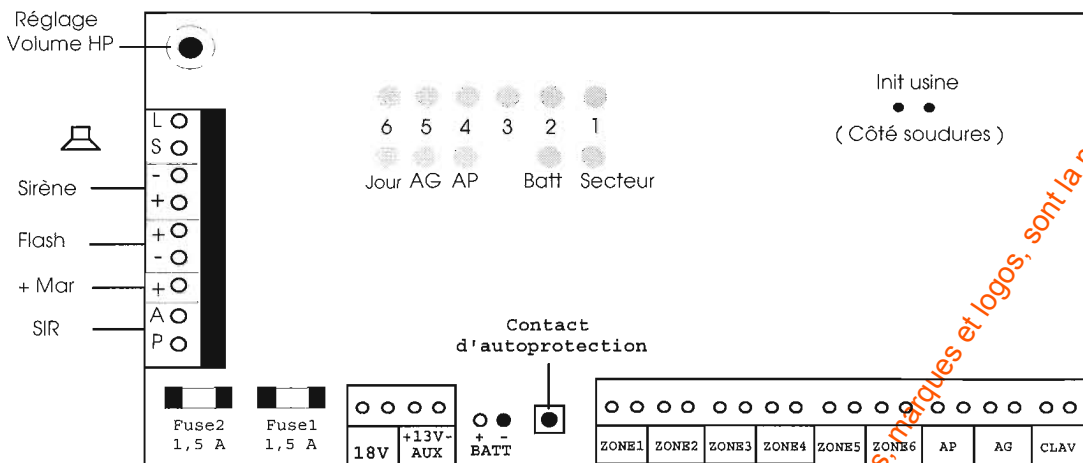 Réglage
Volume HP
Init usine
( Côté soudures )
6 5 4 3 2 1
Jour AG AP Batt Secteur
L
S
Sirène
-
+
Flash
+
-
+ Mar
+
SIR
A
P
Contact
d'autoprotection
Fuse2
1,5 A
Fuse1
1,5 A
18V
+13V-
AUX
+ -
BATT
ZONE1 ZONE2 ZONE3 ZONE4 ZONE5 ZONE6 AP AG CLAV
s, marques et logos, sont la